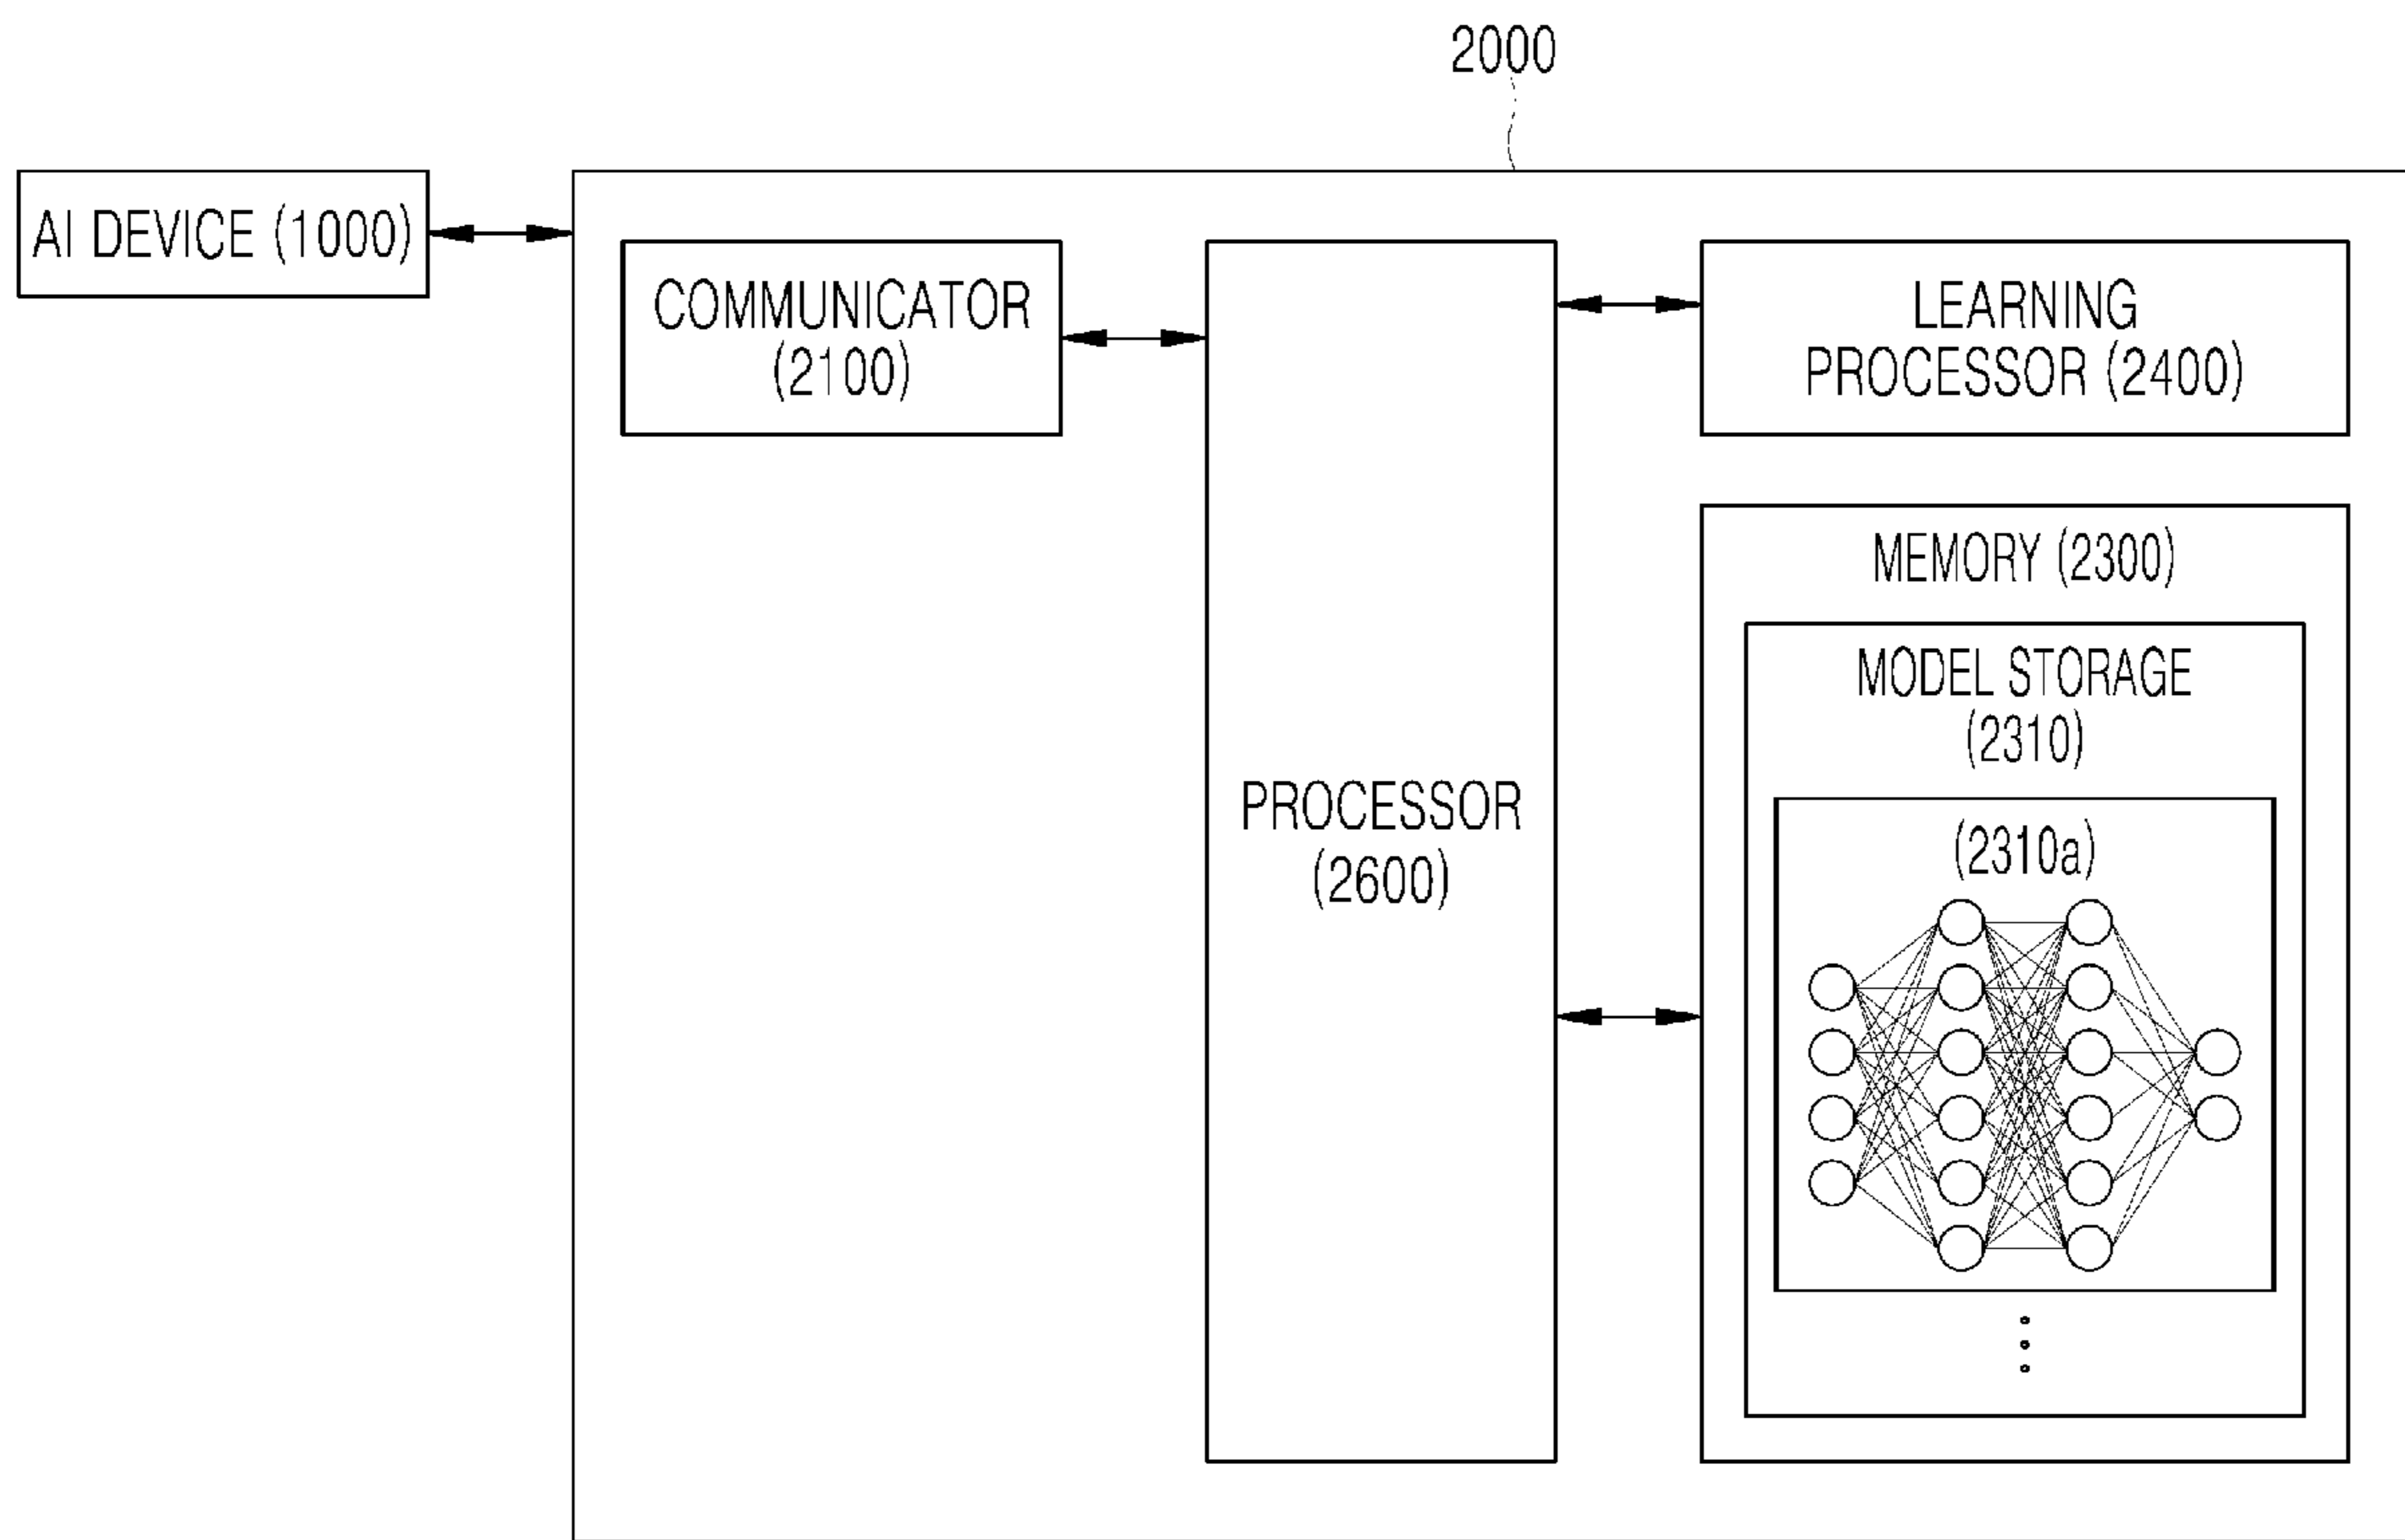 2000
AI DEVICE (1000)
COMMUNICATOR
(2100)
LEARNING
PROCESSOR (2400)
PROCESSOR
(2600)
MEMORY (2300)
MODEL STORAGE
(2310)
(2310a)